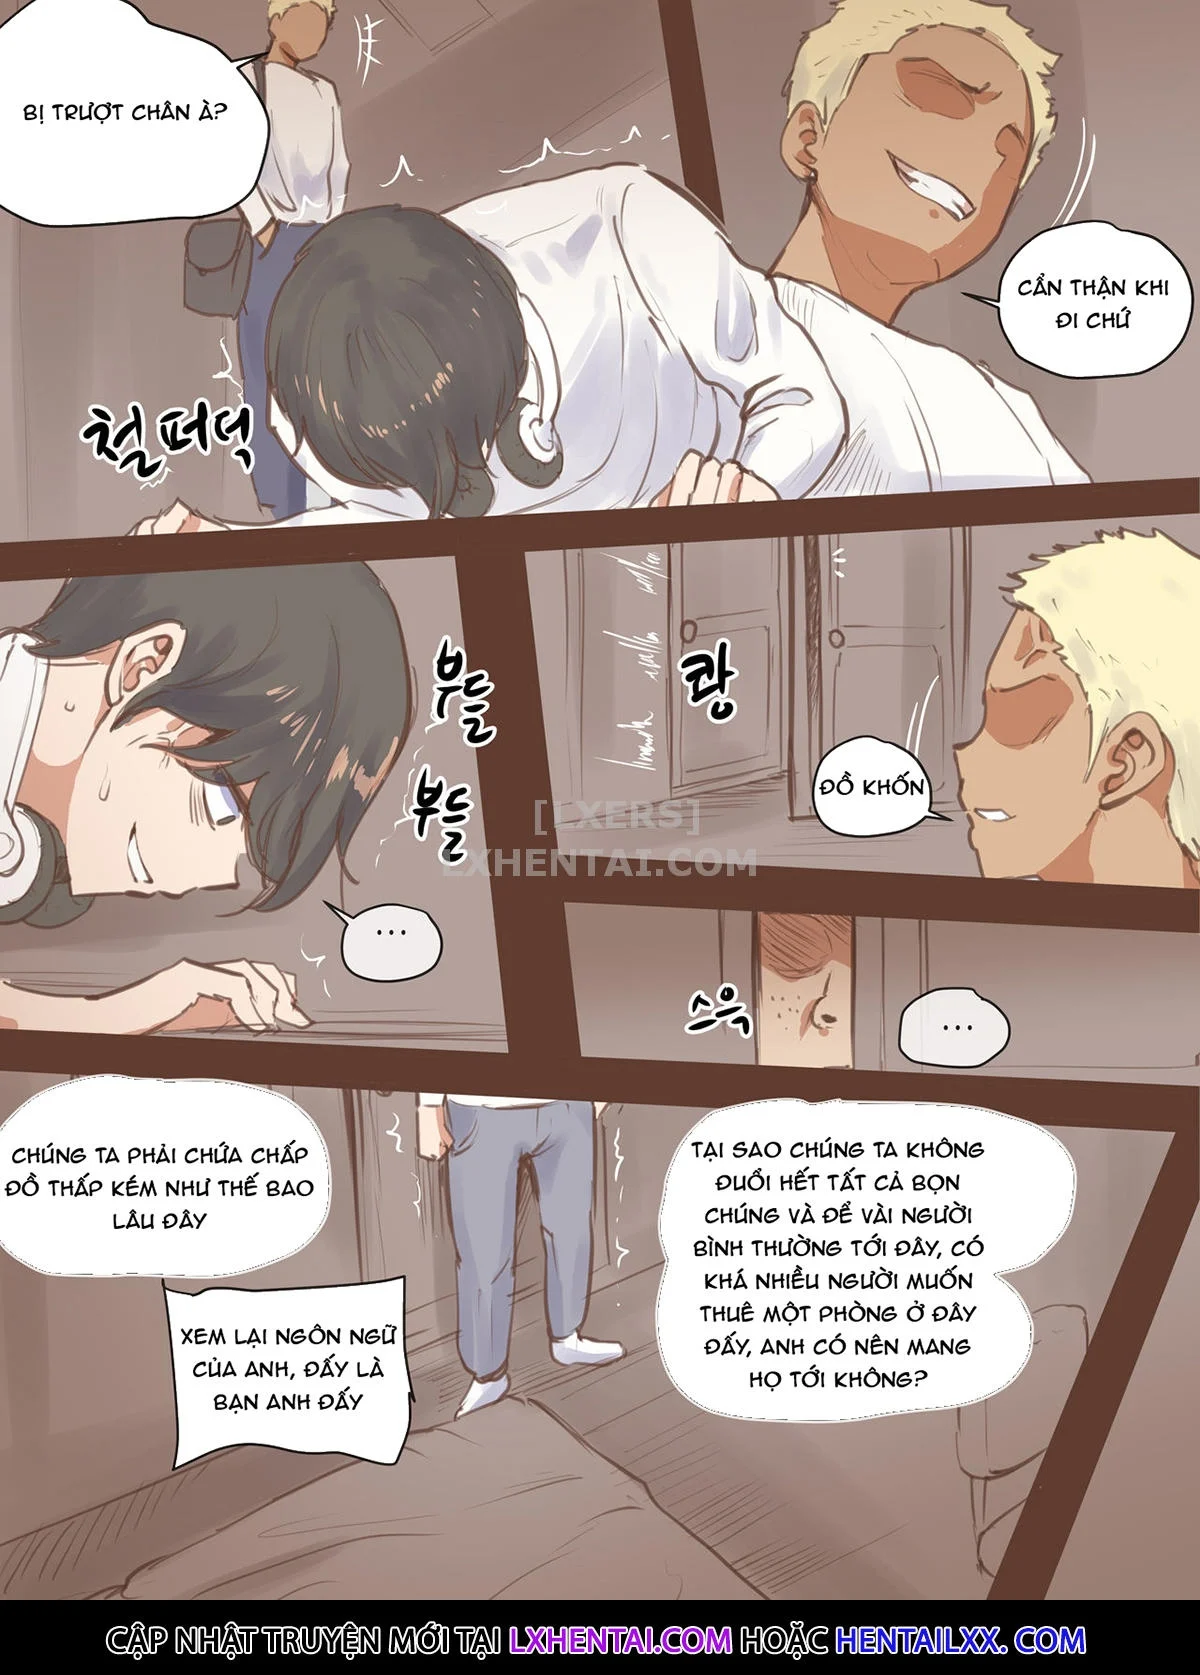 BỊ TRƯỢT CHÂN À?
CẨN THẬN KHI
ĐI CHỨ
철퍼덕
부들
부들
쾅
ĐỒ KHỐN
[LXERS]
LXHENTAI.COM
...
스윽
...
CHÚNG TA PHẢI CHỨA CHẤP
ĐỒ THẤP KÉM NHƯ THẾ BAO
LÂU ĐÂY
XEM LẠI NGÔN NGỮ
CỦA ANH, ĐẤY LÀ
BẠN ANH ĐẤY
TẠI SAO CHÚNG TA KHÔNG
ĐUỔI HẾT TẤT CẢ BỌN
CHÚNG VÀ ĐỂ VÀI NGƯỜI
BÌNH THƯỜNG TỚI ĐÂY, CÓ
KHÁ NHIỀU NGƯỜI MUỐN
THUÊ MỘT PHÒNG Ở ĐÂY
ĐẤY, ANH CÓ NÊN MANG
HỌ TỚI KHÔNG?
CẬP NHẬT TRUYỆN MỚI TẠI LXHENTAI.COM HOẶC HENTAILXX. COM